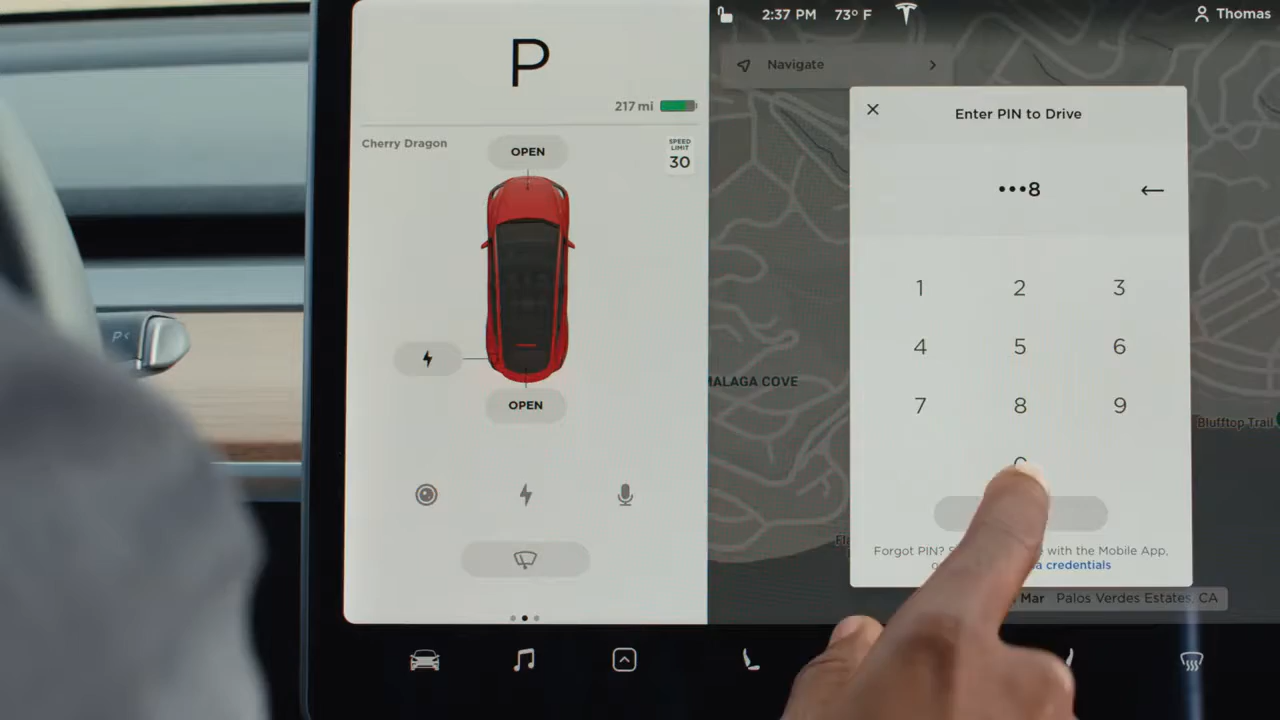 P
217 mi
Cherry Dragon
OPEN
SPEED
LIMIT
30
OPEN
P<
2:37 PM 73° F
Thomas
Navigate
Enter PIN to Drive
•••8
1 2 3
4 5 6
7 8 9
Forgot PIN?
with the Mobile App,
credentials
MALAGA COVE
Blufftop Trail
Mar Palos Verdes Estates, CA